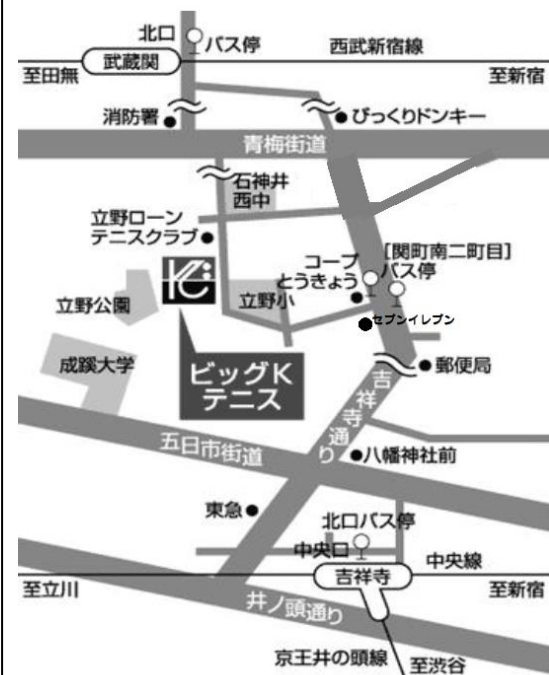 北口
バス停
西武新宿線
武蔵関
至田無
至新宿
消防署
びっくりドンキー
青梅街道
石神井
西中
立野ローン
テニスクラブ
[関町南二町目]
バス停
コープ
とうきょう
立野小
立野公園
セブンイレブン
成蹊大学
ビッグK
テニス
郵便局
吉祥寺通り
五日市街道
八幡神社前
東急
北口バス停
中央口
中央線
吉祥寺
至立川
至新宿
井ノ頭通り
京王井の頭線
至渋谷